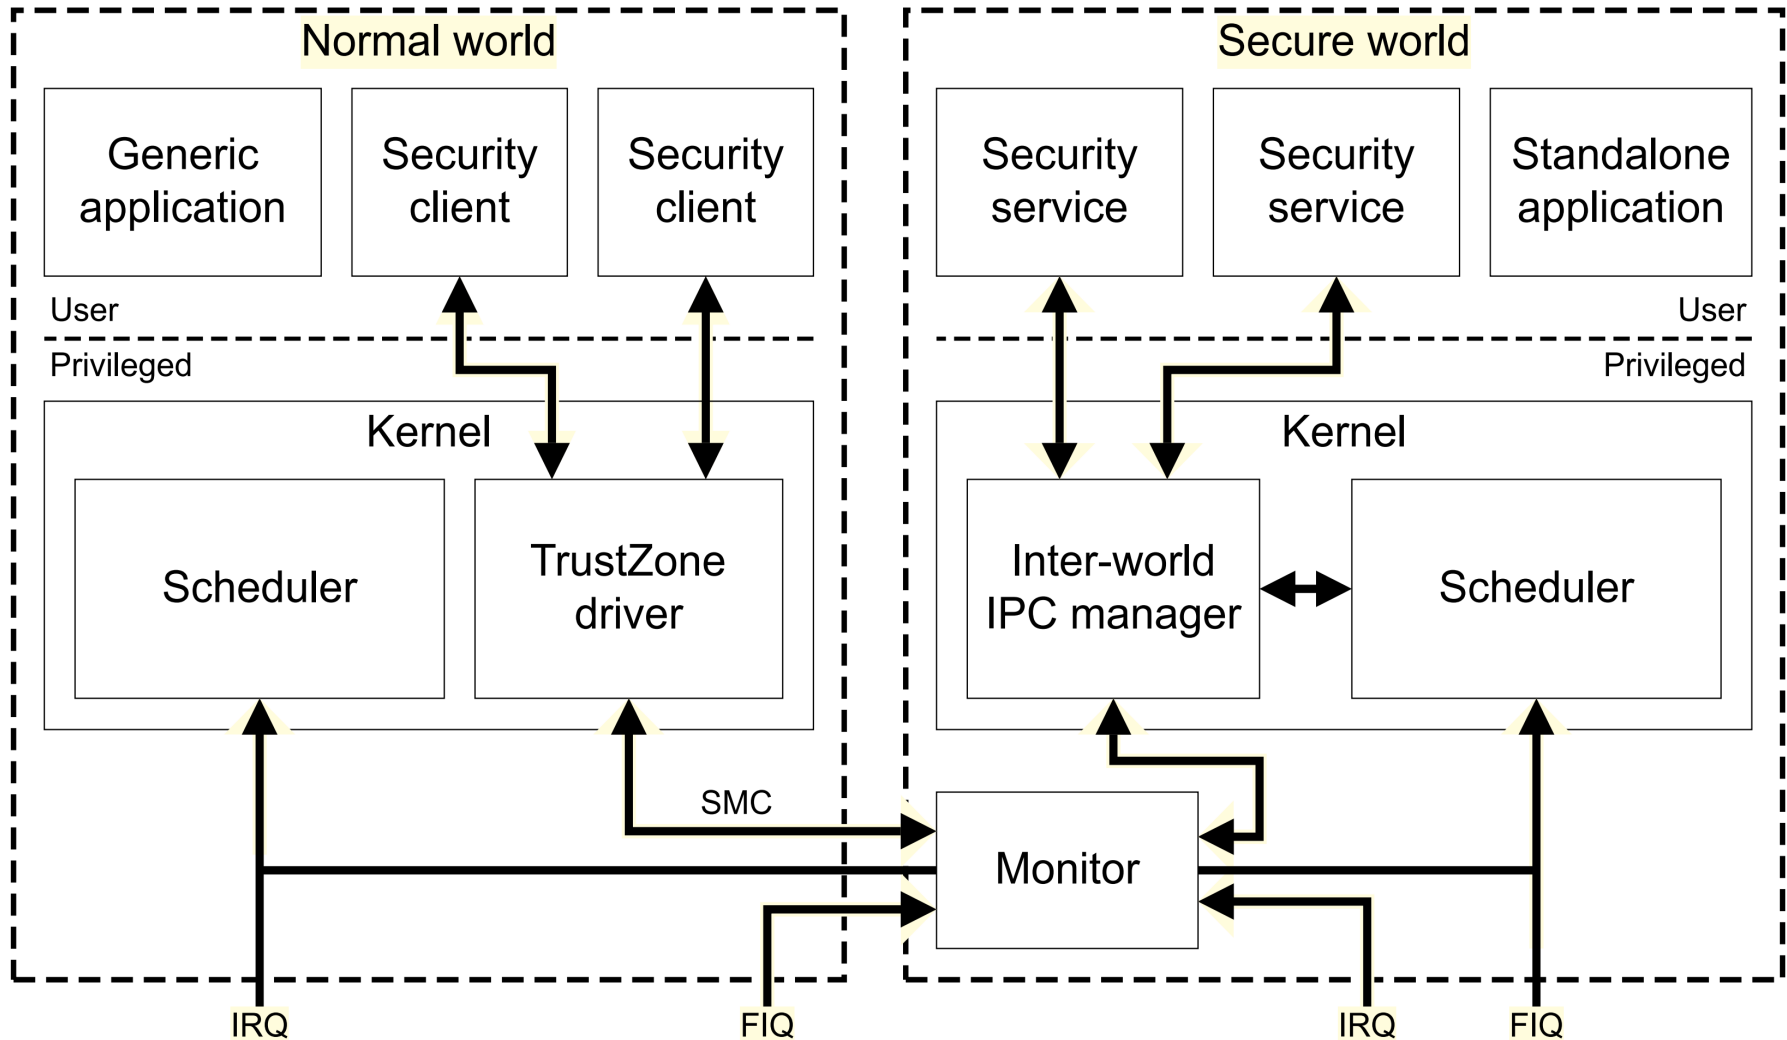 Normal world
Generic
application
Security
client
Security
client
User
Privileged
Kernel
Scheduler
TrustZone
driver
SMC
IRQ
FIQ
Secure world
Security
service
Security
service
Standalone
application
User
Privileged
Kernel
Inter-world
IPC manager
Scheduler
Monitor
IRQ
FIQ